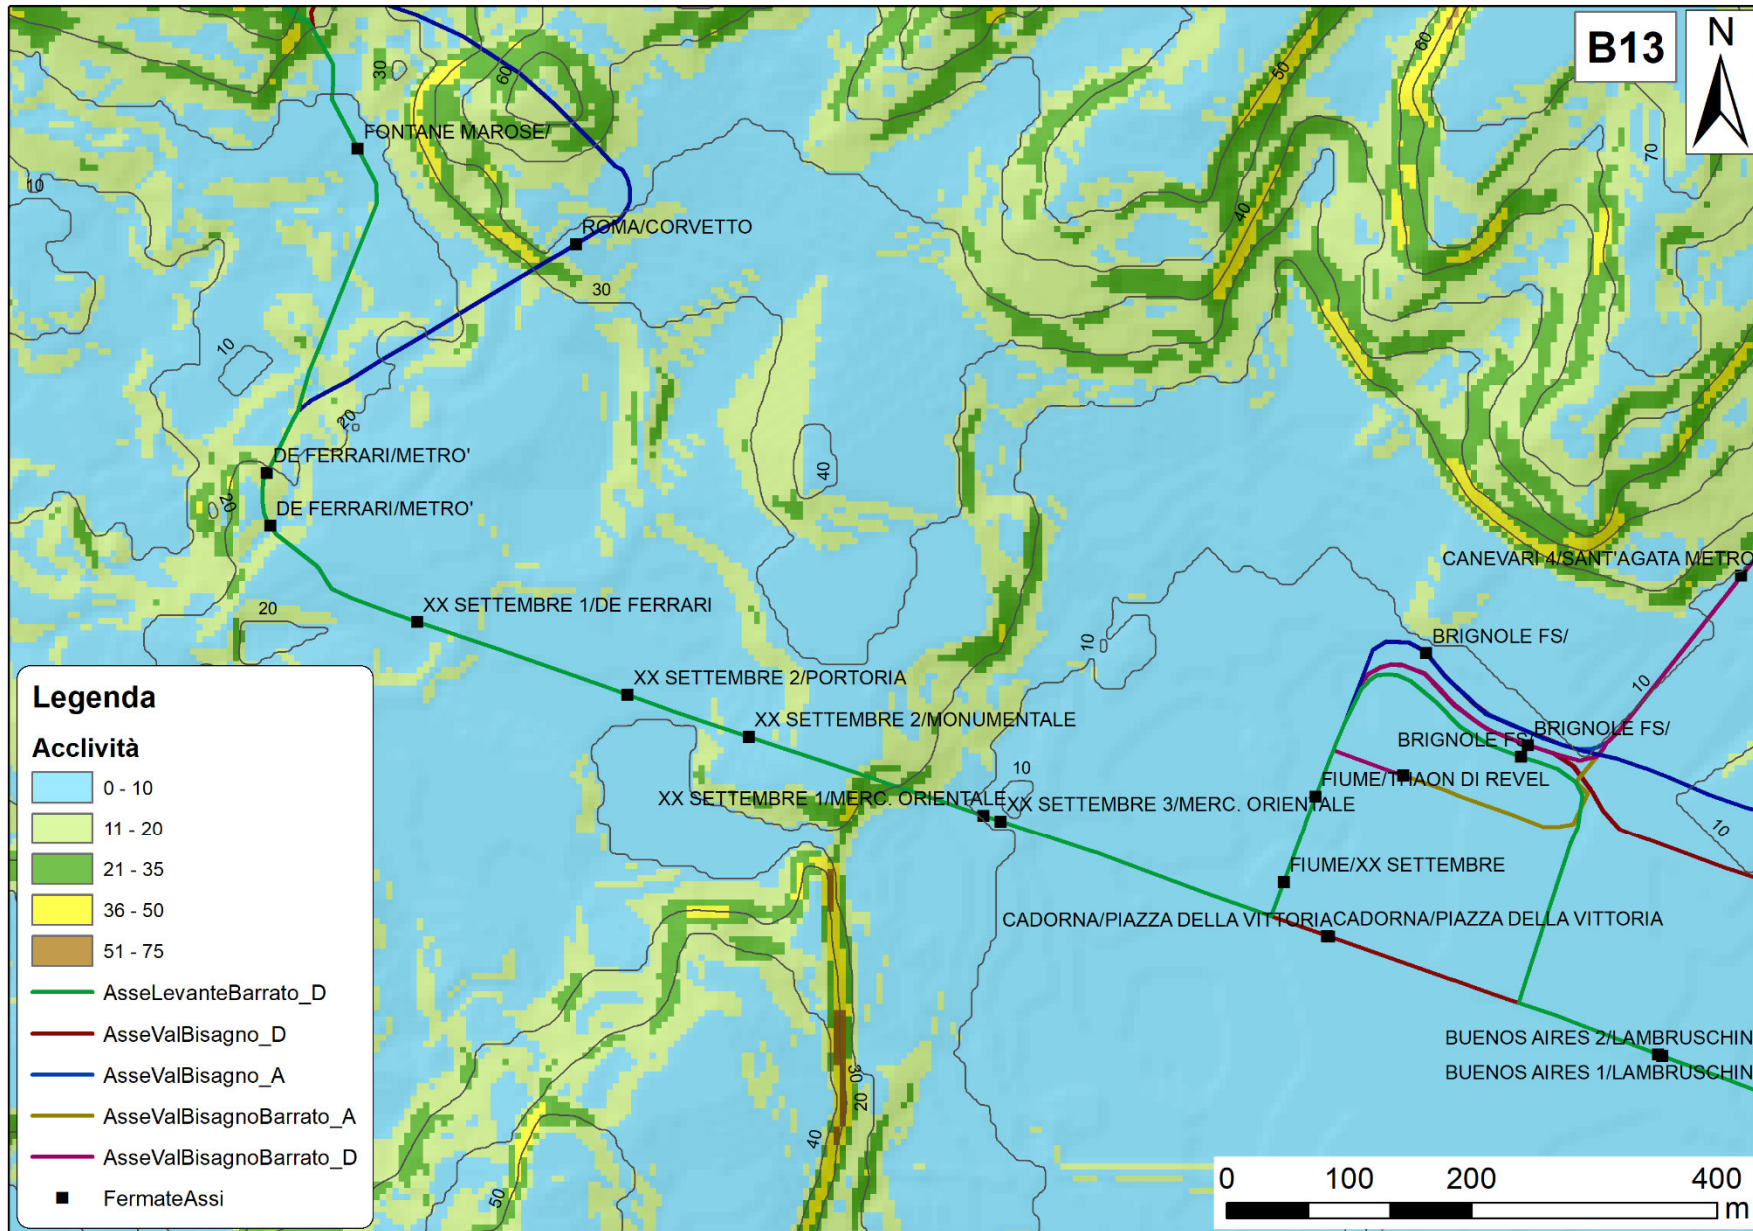 B13
N
60
50
60
30
70
FONTANE MAROSE/
10
40
ROMA/CORVETTO
30
10
20
DE FERRARI/METRO'
40
20
DE FERRARI/METRO'
CANEVARI 4/SANT'AGATA METRO
XX SETTEMBRE 1/DE FERRARI
20
10
BRIGNOLE FS/
XX SETTEMBRE 2/PORTORIA
10
XX SETTEMBRE 2/MONUMENTALE
BRIGNOLE FS/
BRIGNOLE FS/
10
FIUME/THAON DI REVEL
XX SETTEMBRE 1/MERC. ORIENTALE
XX SETTEMBRE 3/MERC. ORIENTALE
10
FIUME/XX SETTEMBRE
CADORNA/PIAZZA DELLA VITTORIA
CADORNA/PIAZZA DELLA VITTORIA
BUENOS AIRES 2/LAMBRUSCHIN
BUENOS AIRES 1/LAMBRUSCHIN
30
20
40
50
Legenda
Acclività
0 - 10
11 - 20
21 - 35
36 - 50
51 - 75
AsseLevanteBarrato_D
AsseValBisagno_D
AsseValBisagno_A
AsseValBisagnoBarrato_A
AsseValBisagnoBarrato_D
FermateAssi
0 100 200 400
m